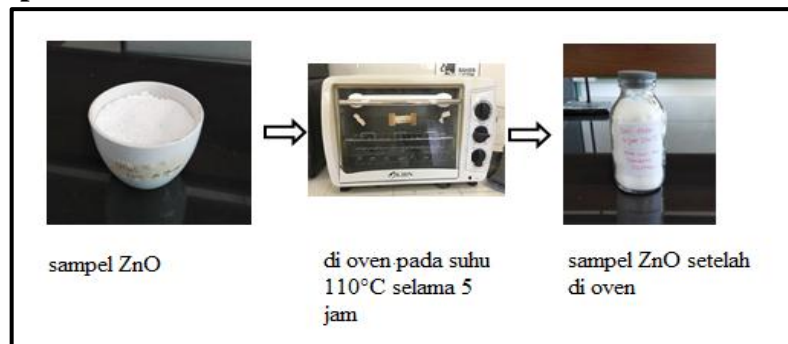 sampel ZnO
di oven pada suhu
110°C selama 5
jam
sampel ZnO setelah
di oven